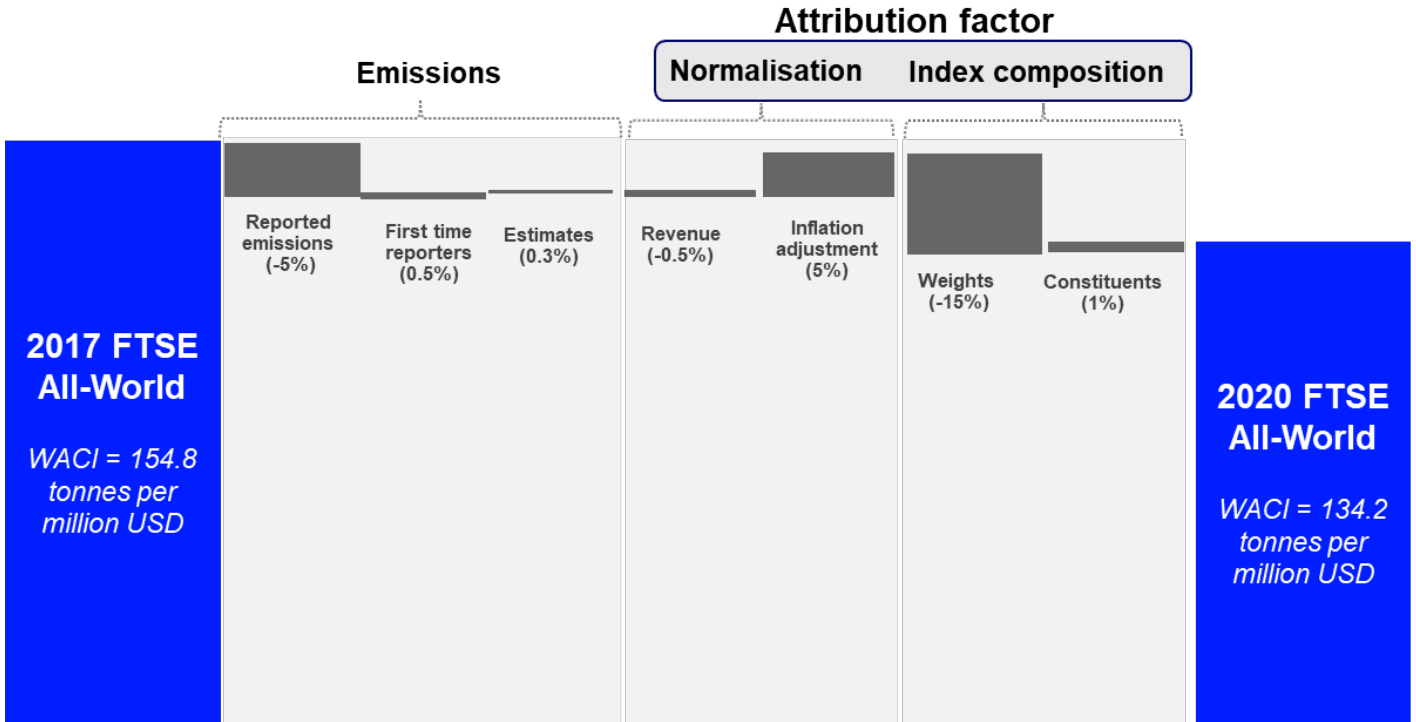 Attribution factor
Emissions
Normalisation
Index composition
2017 FTSE
All-World
WACI = 154.8
tonnes per
million USD
Reported
emissions
(-5%)
First time
reporters
(0.5%)
Estimates
(0.3%)
Revenue
(-0.5%)
Inflation
adjustment
(5%)
Weights
(-15%)
Constituents
(1%)
2020 FTSE
All-World
WACI = 134.2
tonnes per
million USD